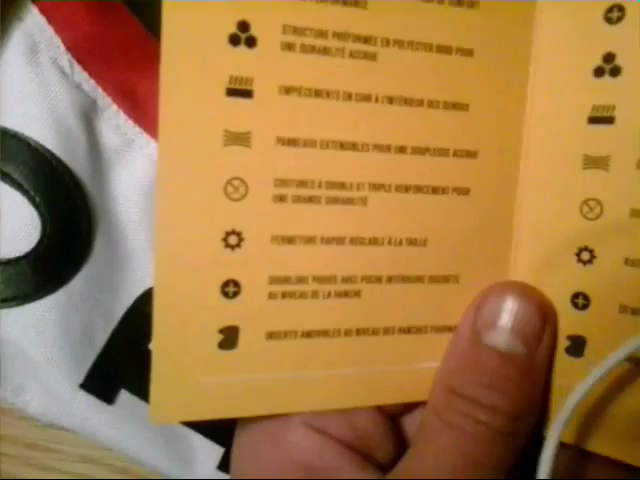 PERFORMANCE
STRUCTURE PRÉFORMÉE EN POLYESTER 600D POUR
UNE DURABILITÉ ACCRUE
EMPIÈCEMENTS EN CUIR À L'INTÉRIEUR DES GENOUX
PANNEAUX EXTENSIBLES POUR UNE SOUPLESSE ACCRUE
COUTURES À DOUBLE ET TRIPLE RENFORCEMENT POUR
UNE GRANDE DURABILITÉ
FERMETURE RAPIDE RÉGLABLE À LA TAILLE
DOUBLURE PIQUÉE AVEC POCHE INTÉRIEURE DISCRÈTE
AU NIVEAU DE LA HANCHE
INSERTS AMOVIBLES AU NIVEAU DES HANCHES